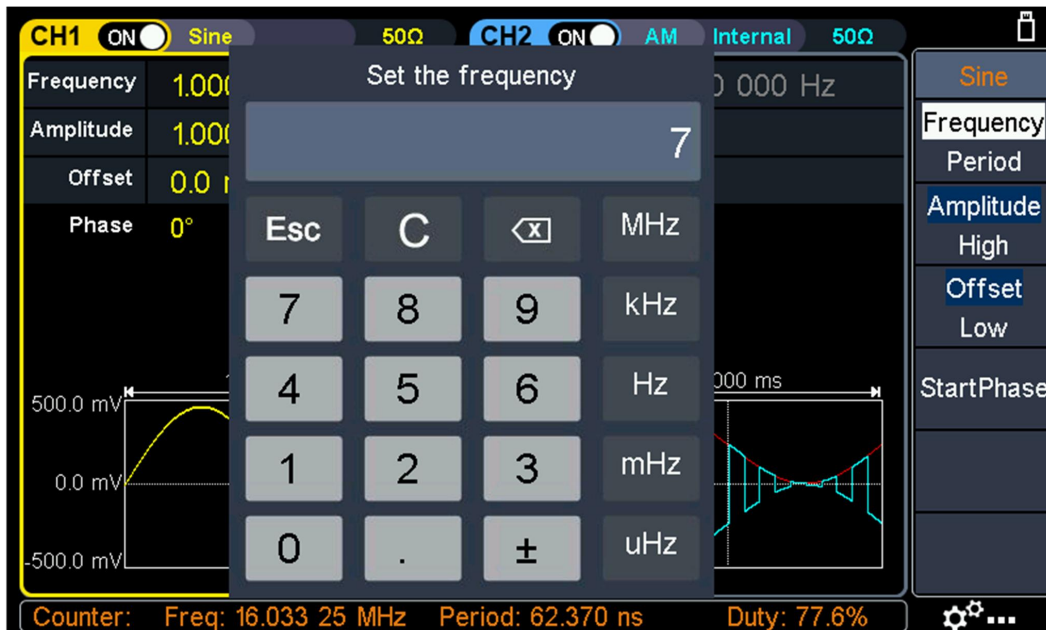 CH1 ON Sine 50Ω CH2 ON AM Internal 50Ω
Set the frequency
7
Esc C MHz
7 8 9 kHz
4 5 6 Hz
1 2 3 mHz
0 . ± uHz
Frequency 1.000
Amplitude 1.000
Offset 0.0
Phase 0°
0 000 Hz
000 ms
500.0 mV
0.0 mV
-500.0 mV
Sine
Frequency
Period
Amplitude
High
Offset
Low
StartPhase
Counter: Freq: 16.033 25 MHz Period: 62.370 ns Duty: 77.6%